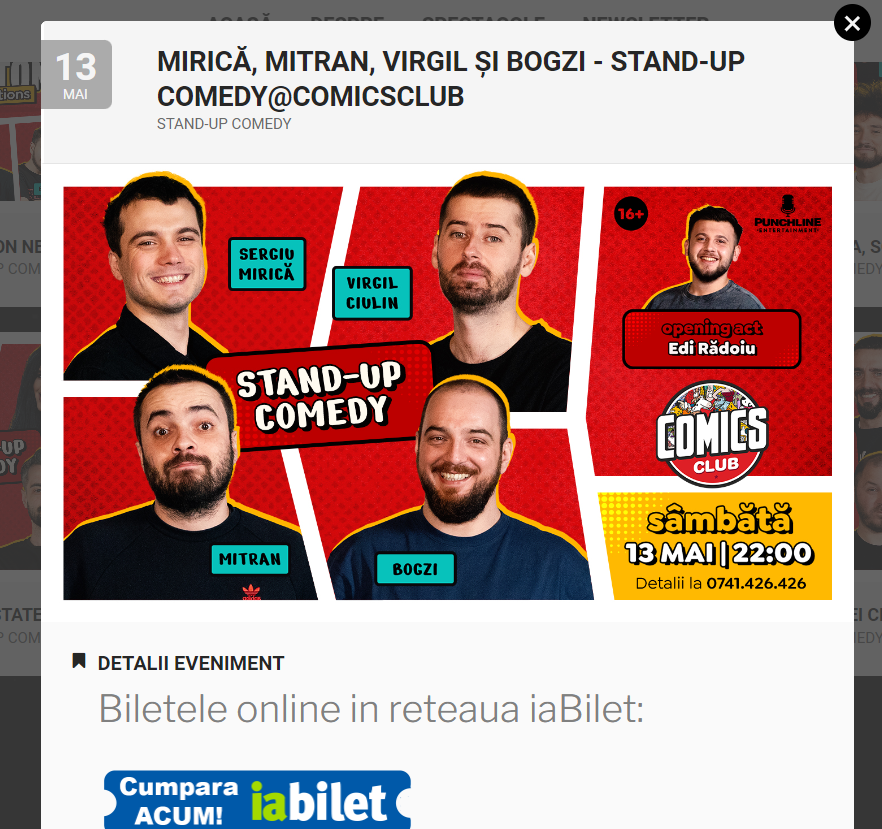 ACASĂ DESPRE SPECTACOLE NEWSLETTER
13
MAI
MIRICĂ, MITRAN, VIRGIL ȘI BOGZI - STAND-UP
COMEDY@COMICSCLUB
STAND-UP COMEDY
SERGIU
MIRICĂ
VIRGIL
CIULIN
STAND-UP
COMEDY
MITRAN
adidas
BOGZI
16+
PUNCHLINE
ENTERTAINMENT
opening act
Edi Rădoiu
COMICS
CLUB
sâmbătă
13 MAI | 22:00
Detalii la 0741.426.426
DETALII EVENIMENT
Biletele online in reteaua iaBilet:
Cumpara
ACUM!
iabilet